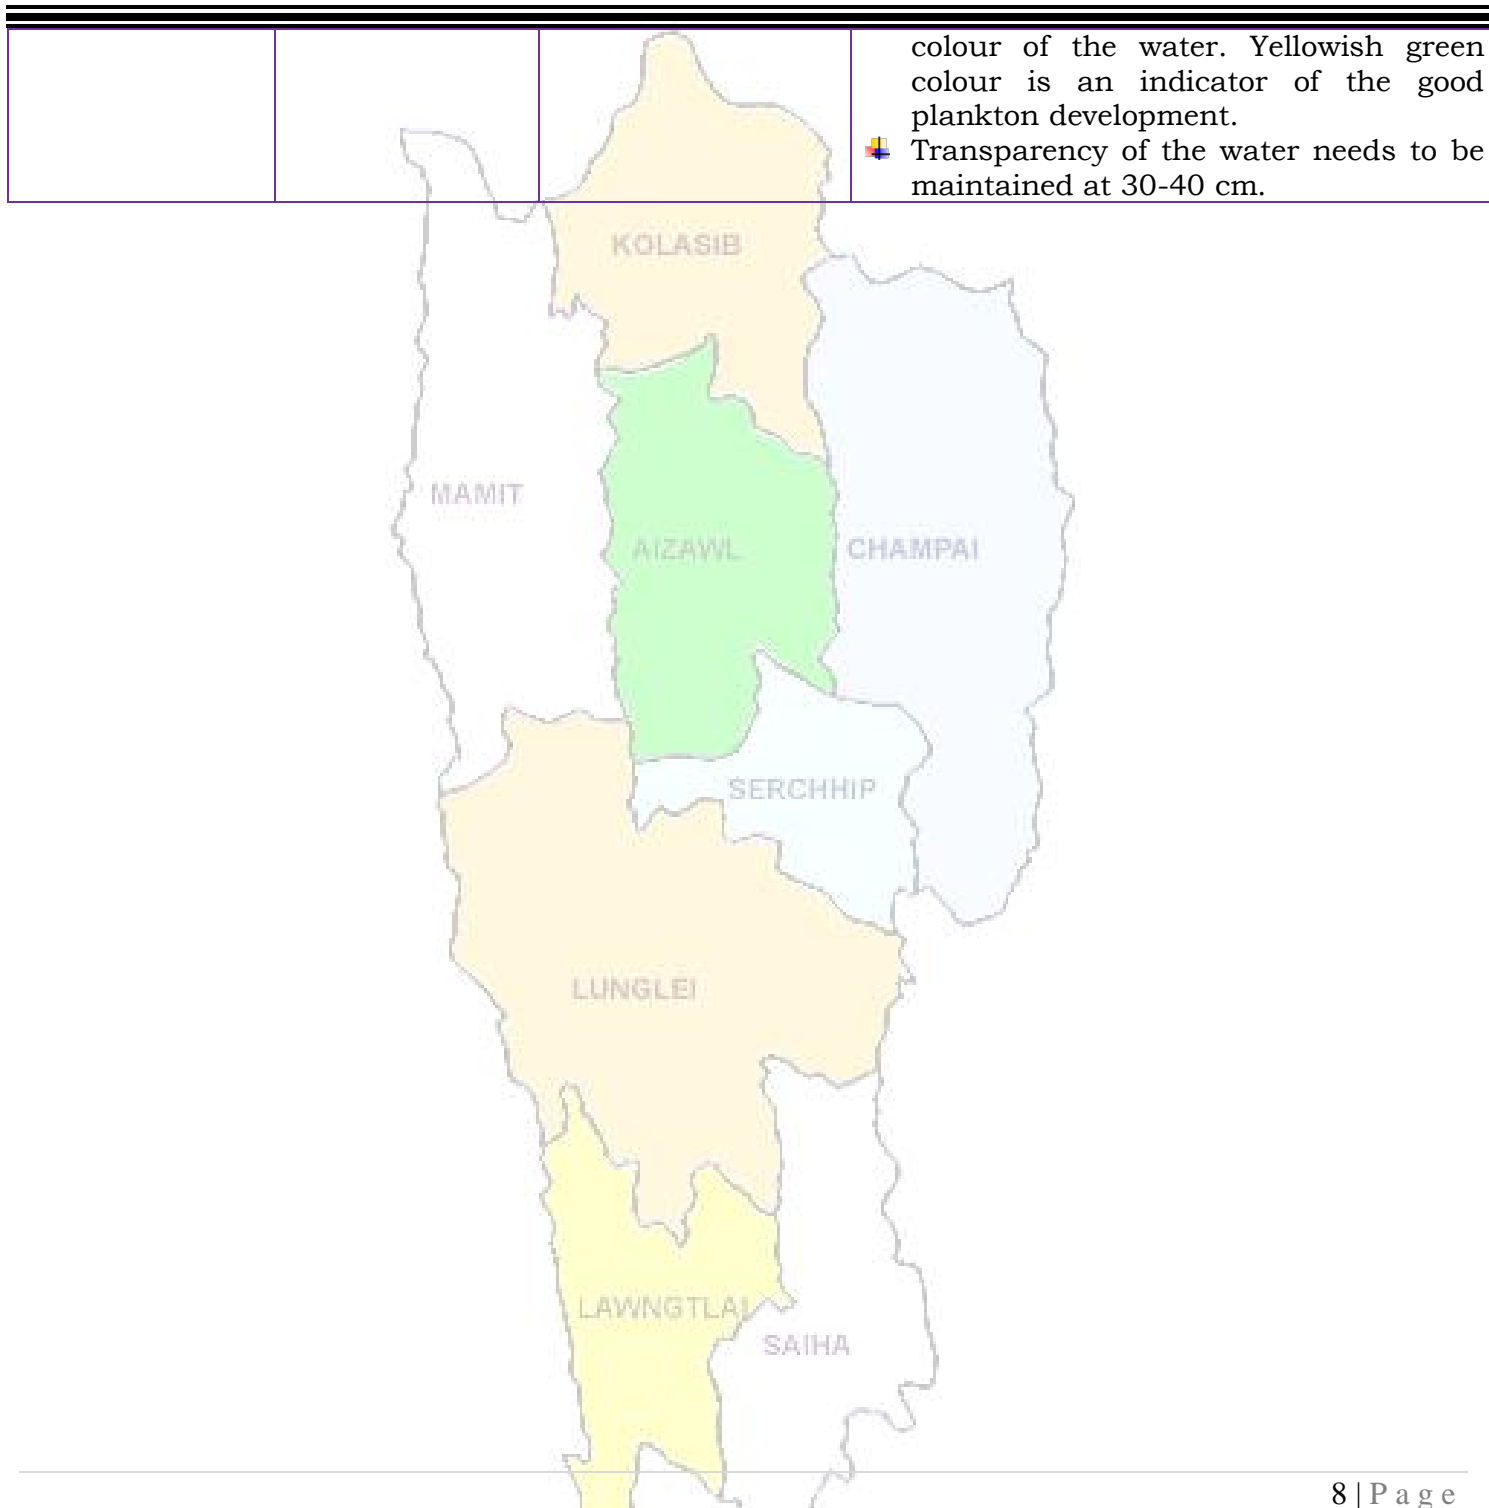 colour of the water. Yellowish green
colour is an indicator of the good
plankton development.
Transparency of the water needs to be
maintained at 30-40 cm.
KOLASIB
MAMIT
AIZAWL
CHAMPAI
SERCHHIP
LUNGLEI
LAWNGTLAI
SAIHA
8 | P a g e